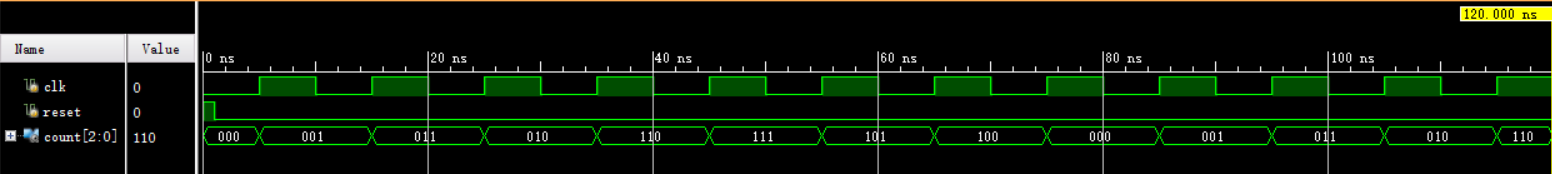 120.000 ns
Name Value
0 ns 20 ns 40 ns 60 ns 80 ns 100 ns
clk 0
reset 0
count[2:0] 110 000 001 011 010 110 111 101 100 000 001 011 010 110